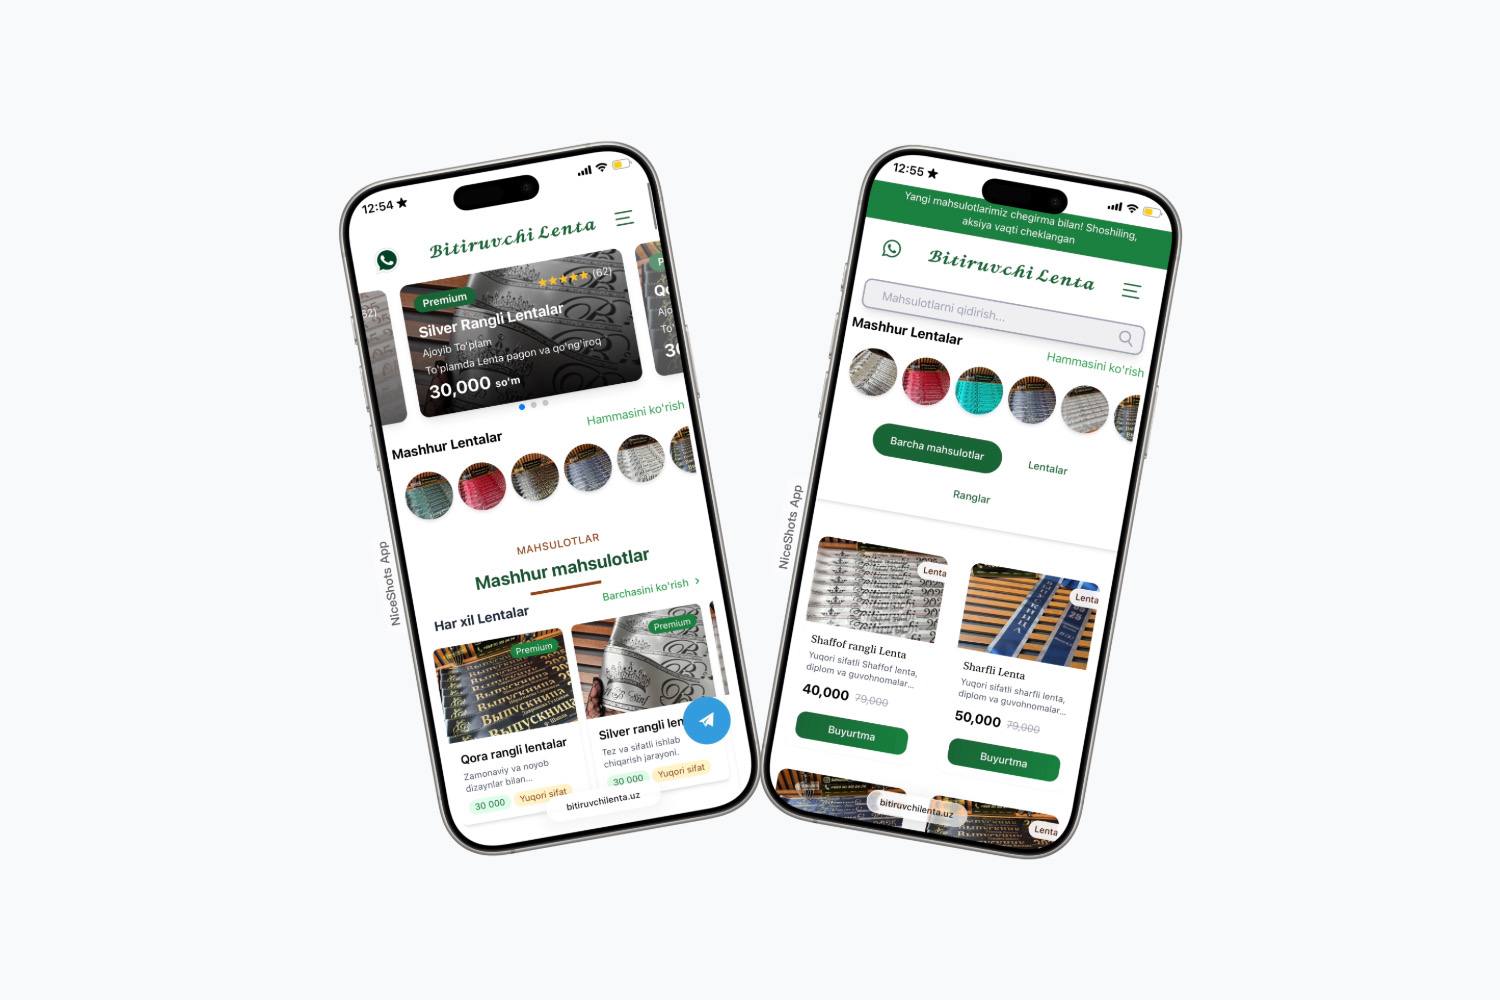 12:54
Bitiruvchi Lenta
62)
Premium
(62)
Silver Rangli Lentalar
Ajoyib To'plam
To'plamda Lenta pagon va qo'ng'iroq
30,000 so'm
Mashhur Lentalar
Hammasini ko'rish
MAHSULOTLAR
Mashhur mahsulotlar
Har xil Lentalar
Barchasini ko'rish
Premium
Выпускница
Qora rangli lentalar
Zamonaviy va noyob
dizaynlar bilan...
30 000
Yuqori sifat
Premium
Silver rangli len
Tez va sifatli ishlab
chiqarish jarayoni.
30 000
Yuqori sifat
bitiruvchilenta.uz
NiceShots App
12:55
Yangi mahsulotlarimiz chegirma bilan! Shoshiling,
aksiya vaqti cheklangan
Bitiruvchi Lenta
Mahsulotlarni qidirish...
Mashhur Lentalar
Hammasini ko'rish
Barcha mahsulotlar
Lentalar
Ranglar
Lenta
Shaffof rangli Lenta
Yuqori sifatli Shaffof lenta,
diplom va guvohnomalar...
40,000 79,000
Buyurtma
Lenta
Sharfli Lenta
Yuqori sifatli sharfli lenta,
diplom va guvohnomalar...
50,000 79,000
Buyurtma
Lenta
bitiruvchilenta.uz
NiceShots App